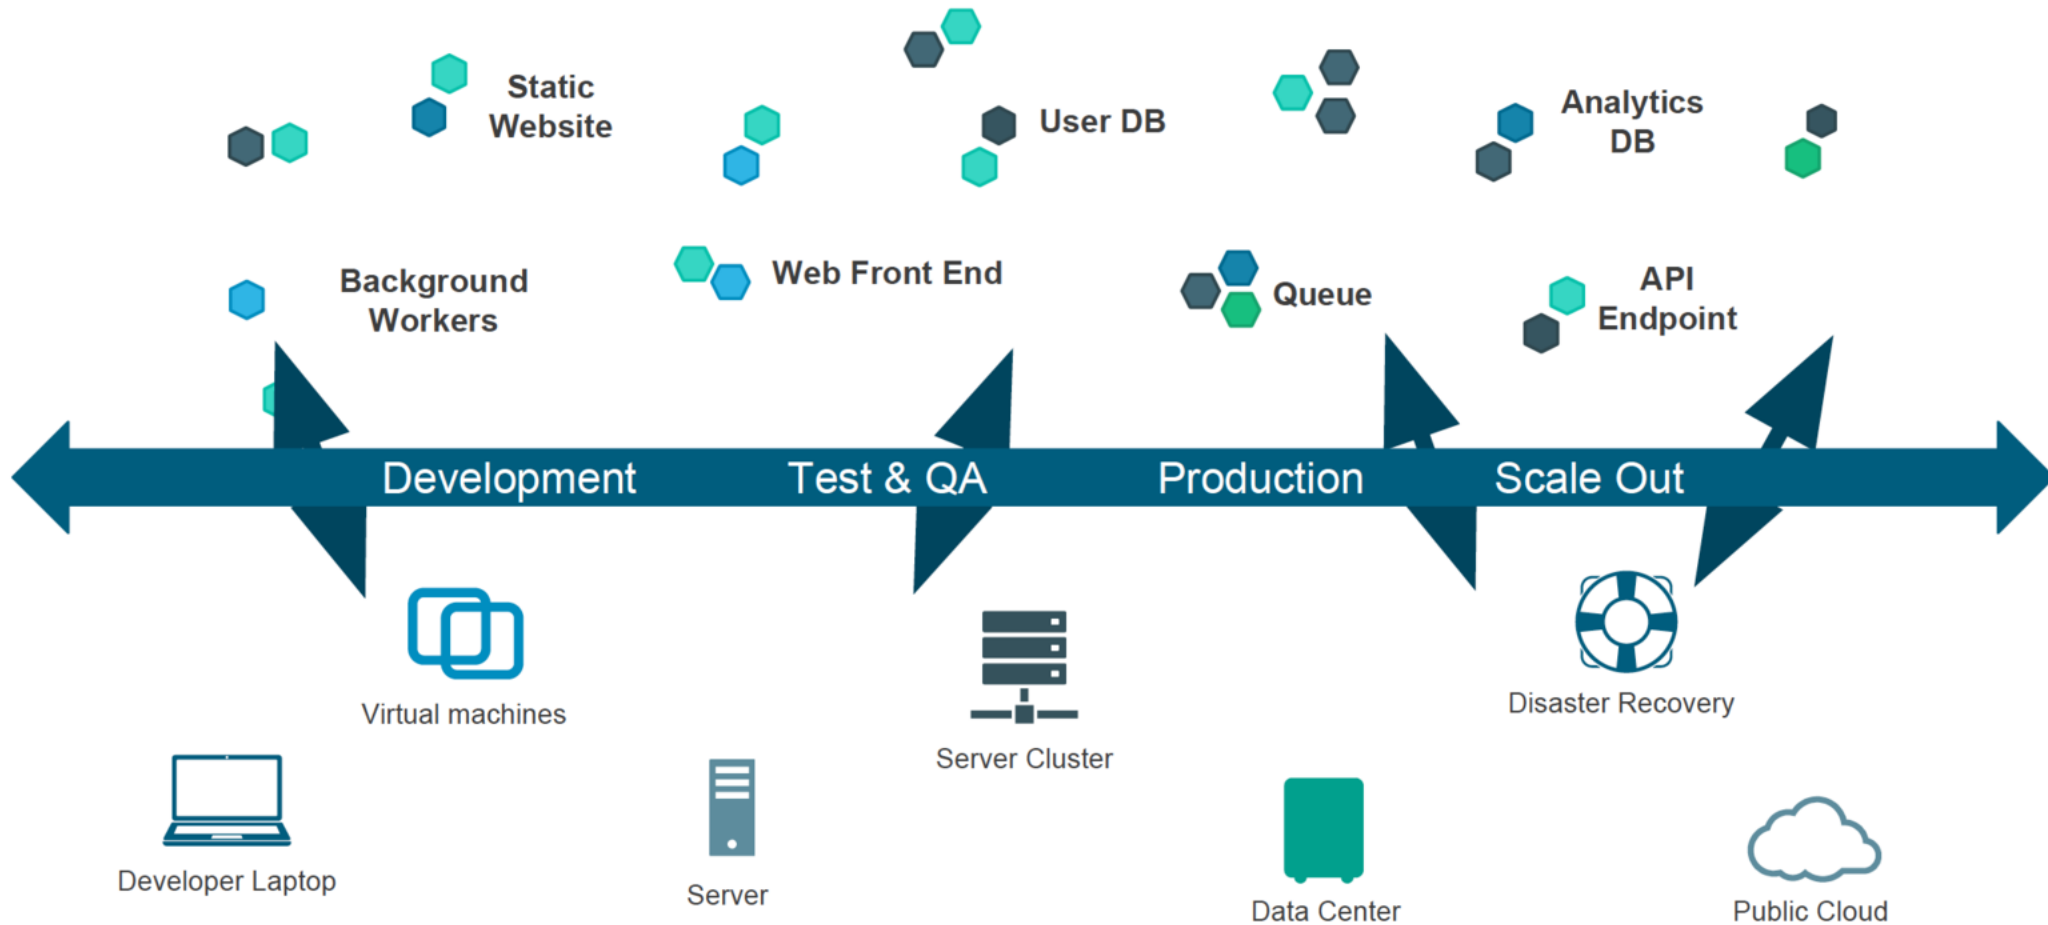 Static
Website
User DB
Analytics
DB
Background
Workers
Web Front End
Queue
API
Endpoint
Development
Test & QA
Production
Scale Out
Virtual machines
Disaster Recovery
Server Cluster
Developer Laptop
Server
Data Center
Public Cloud